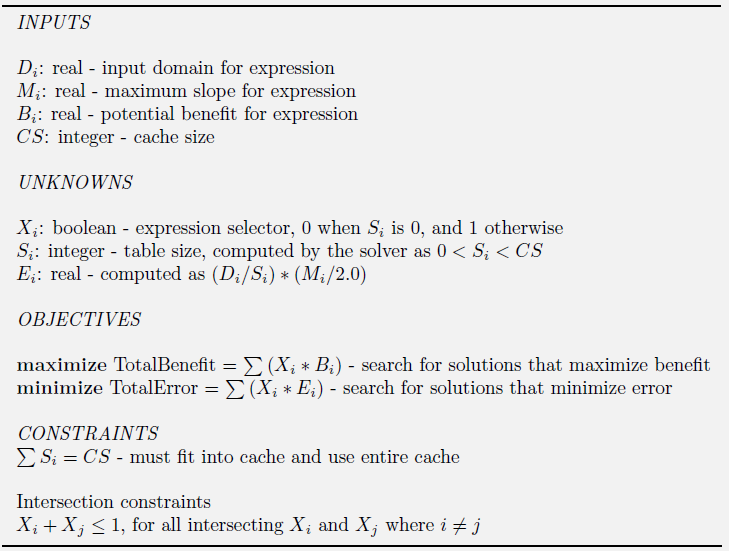 INPUTS
D_i: real - input domain for expression
M_i: real - maximum slope for expression
B_i: real - potential benefit for expression
CS: integer - cache size
UNKNOWNS
X_i: boolean - expression selector, 0 when S_i is 0, and 1 otherwise
S_i: integer - table size, computed by the solver as 0 < S_i < CS
E_i: real - computed as (D_i/S_i) ∗ (M_i/2.0)
OBJECTIVES
maximize TotalBenefit = ∑ (X_i ∗ B_i) - search for solutions that maximize benefit
minimize TotalError = ∑ (X_i ∗ E_i) - search for solutions that minimize error
CONSTRAINTS
∑ S_i = CS - must fit into cache and use entire cache
Intersection constraints
X_i + X_j ≤ 1, for all intersecting X_i and X_j where i ≠ j